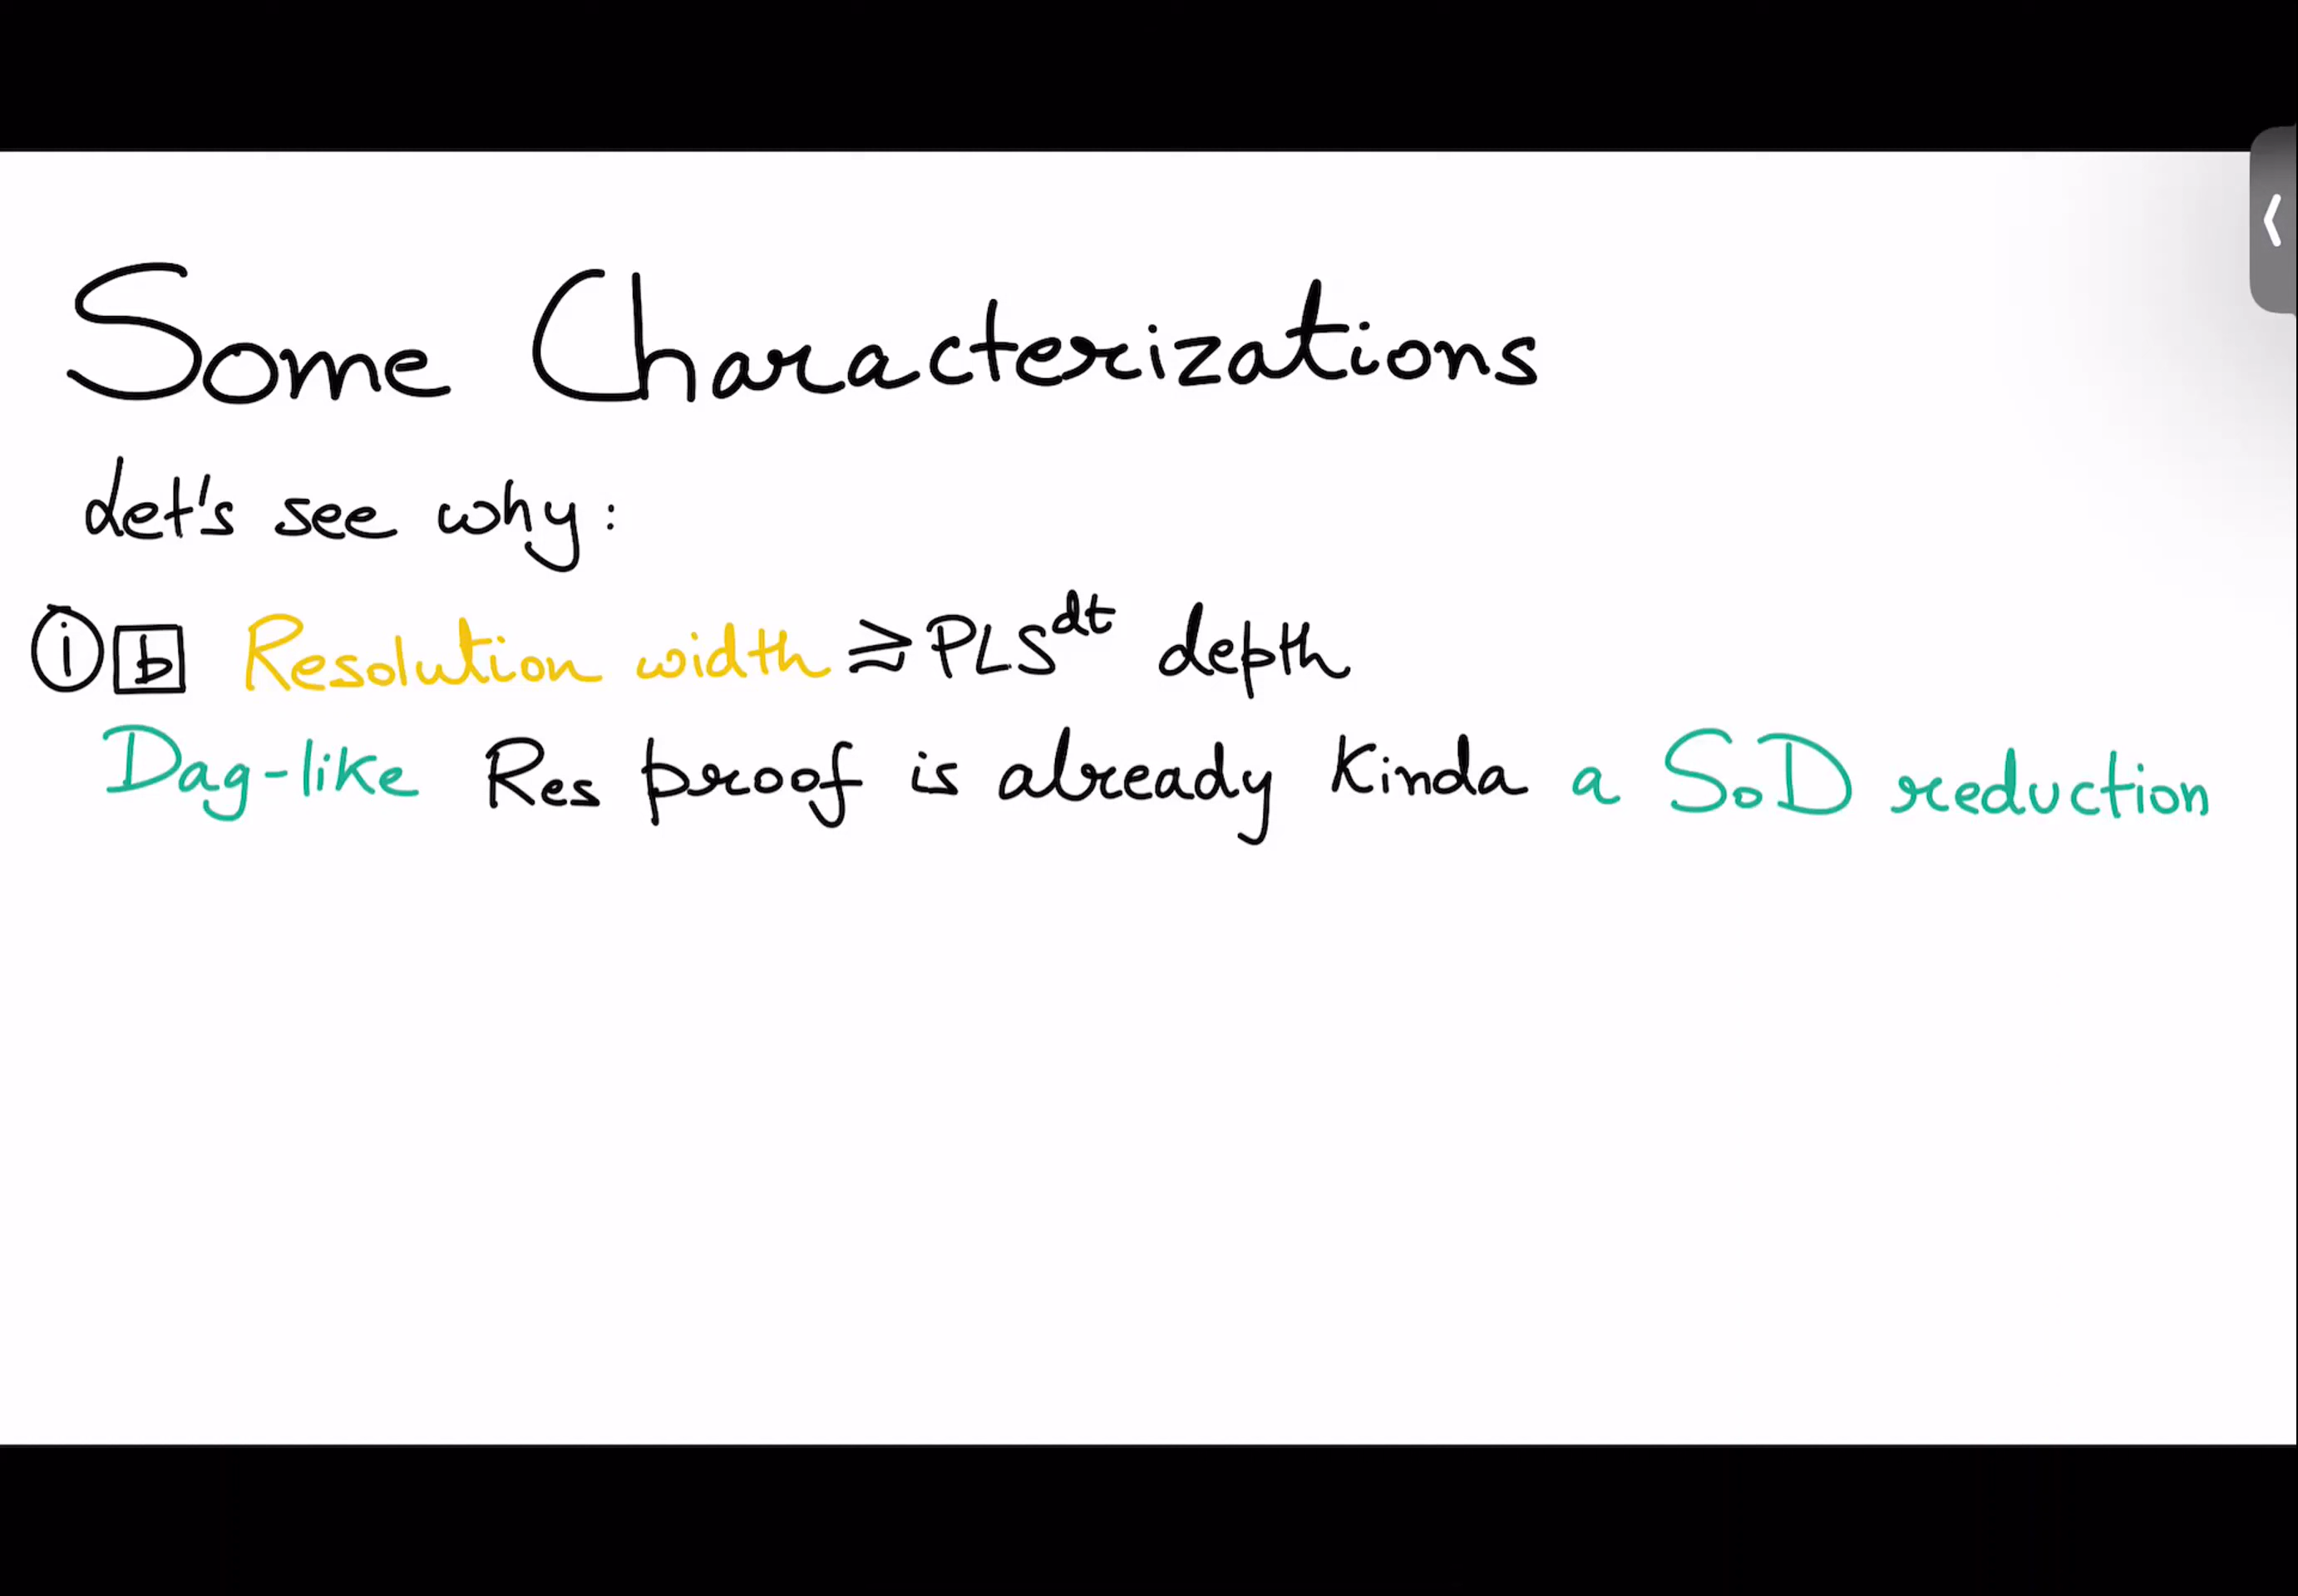 Some Characterizations
Let's see why:
ⓘ b Resolution width ⪆ PLS^dt depth
Dag-like Res proof is already kinda a SoD reduction